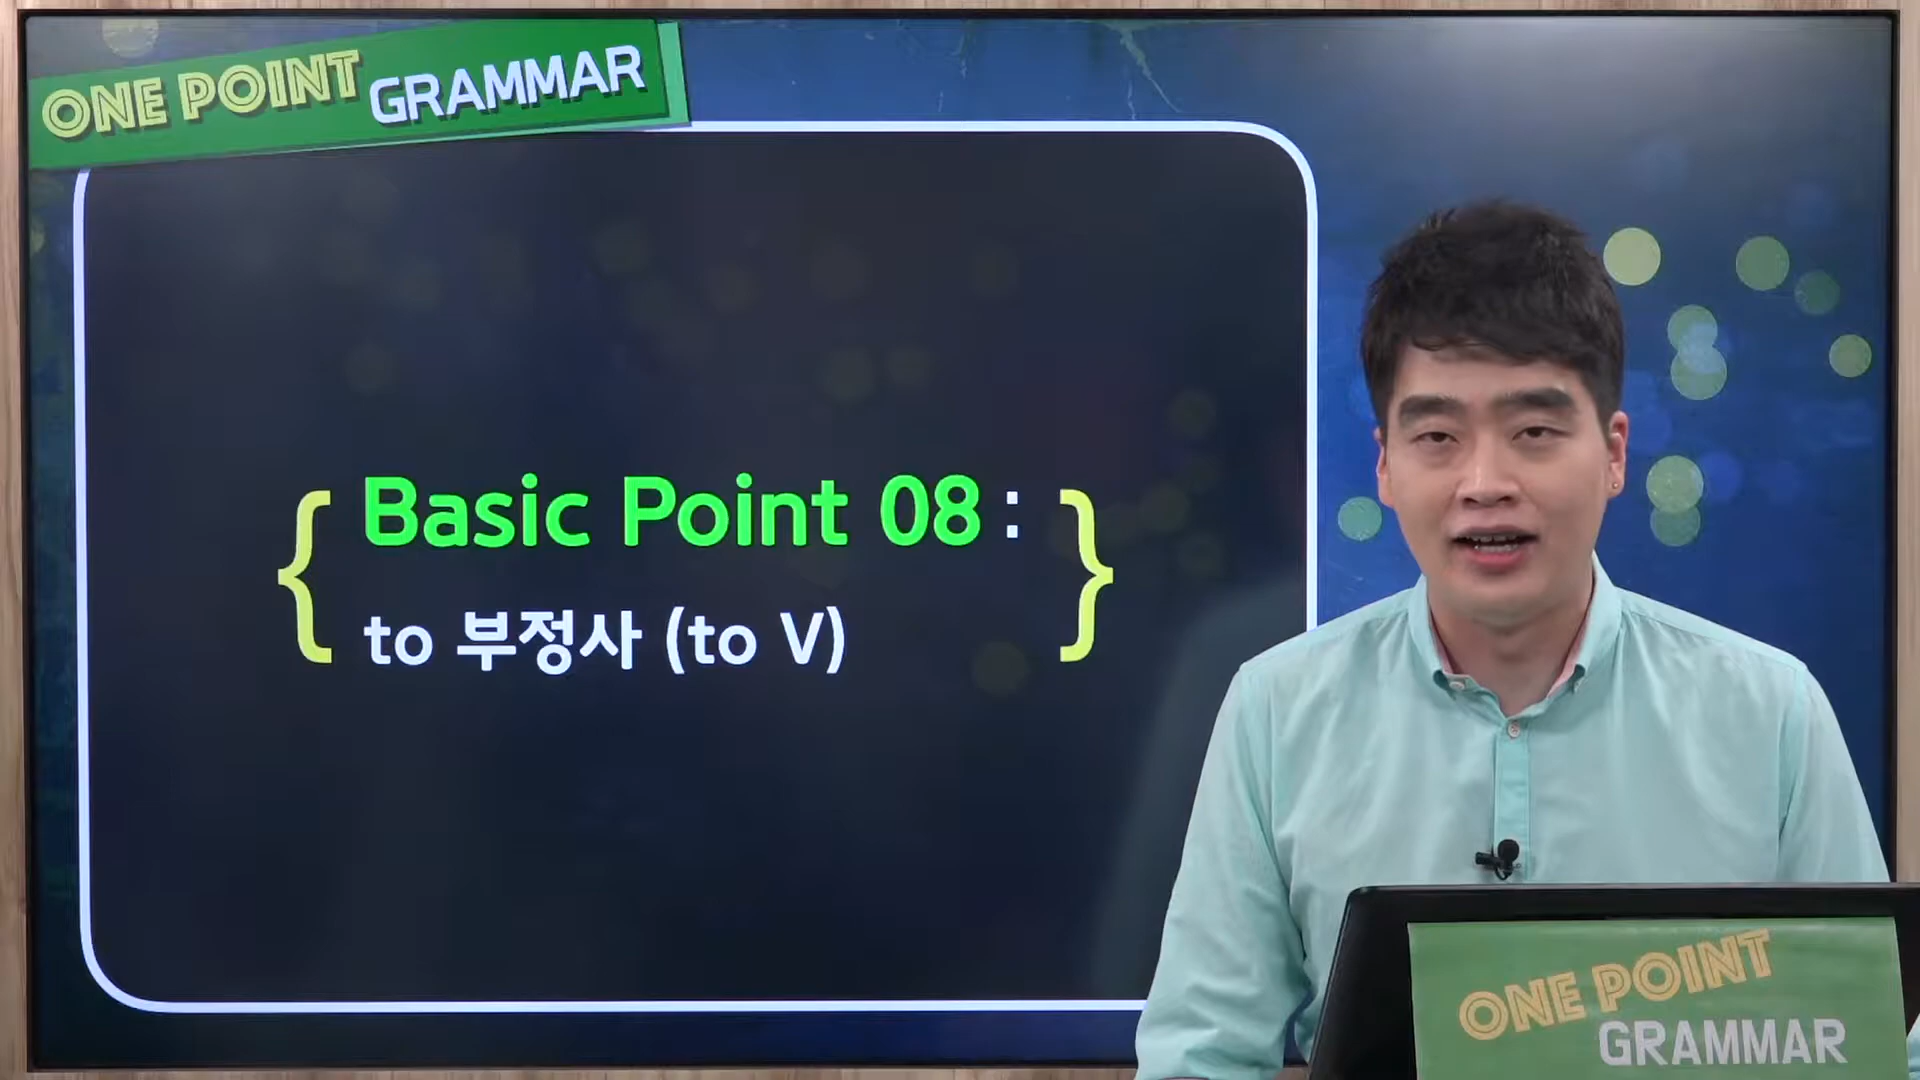 ONE POINT GRAMMAR
{ Basic Point 08 : }
to 부정사 (to V)
ONE POINT
GRAMMAR